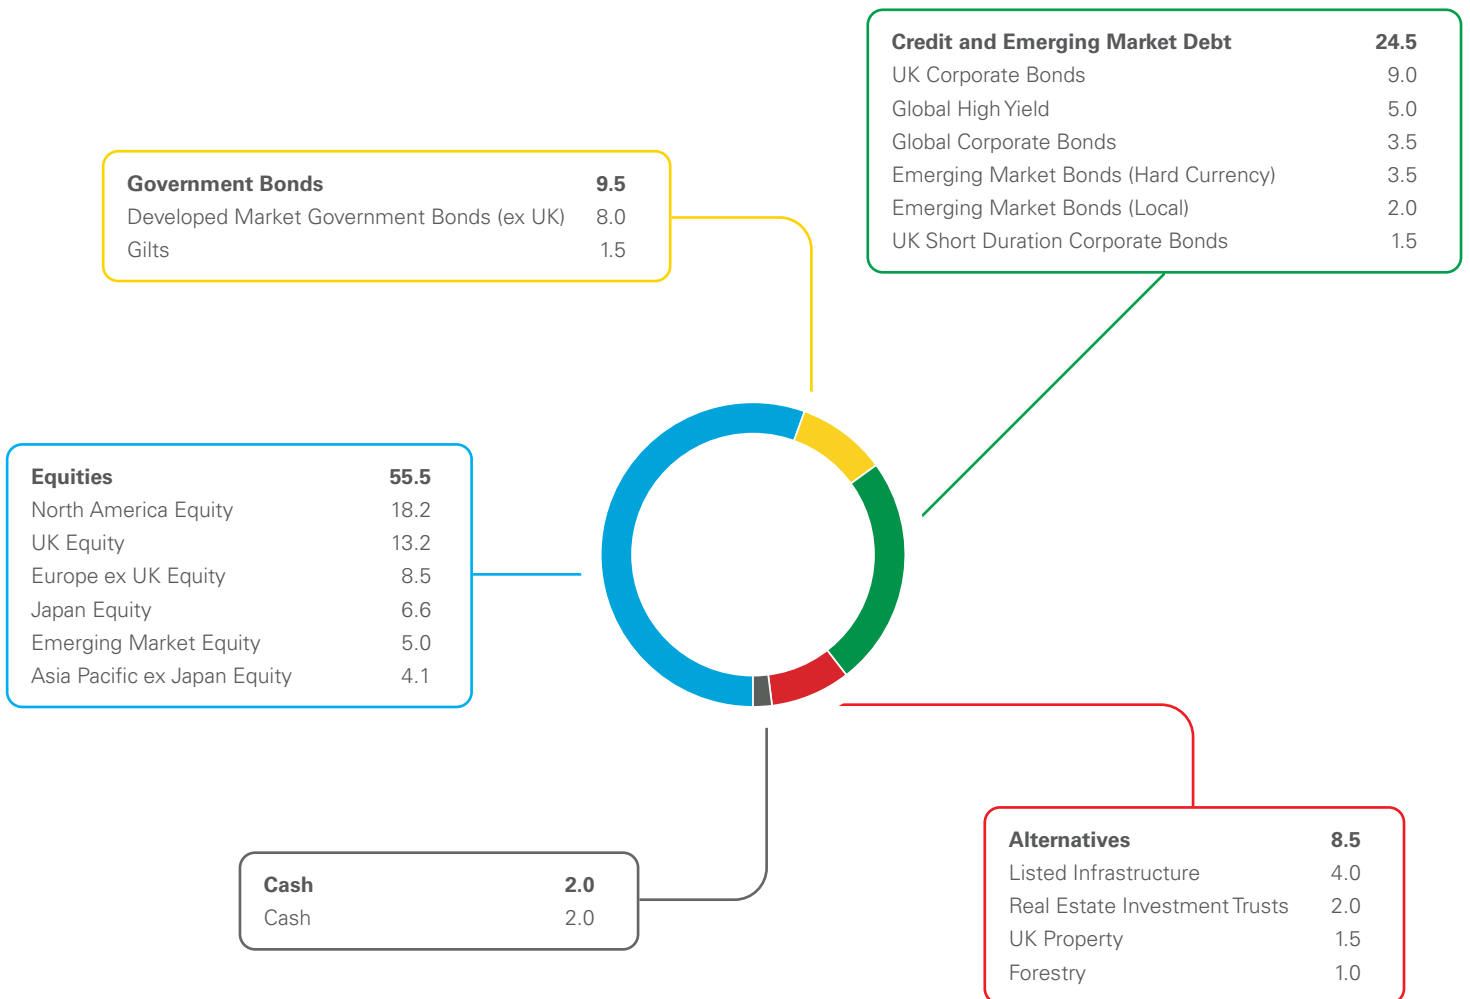 Credit and Emerging Market Debt 24.5
UK Corporate Bonds 9.0
Global High Yield 5.0
Global Corporate Bonds 3.5
Emerging Market Bonds (Hard Currency) 3.5
Emerging Market Bonds (Local) 2.0
UK Short Duration Corporate Bonds 1.5
Government Bonds 9.5
Developed Market Government Bonds (ex UK) 8.0
Gilts 1.5
Equities 55.5
North America Equity 18.2
UK Equity 13.2
Europe ex UK Equity 8.5
Japan Equity 6.6
Emerging Market Equity 5.0
Asia Pacific ex Japan Equity 4.1
Alternatives 8.5
Listed Infrastructure 4.0
Real Estate Investment Trusts 2.0
UK Property 1.5
Forestry 1.0
Cash 2.0
Cash 2.0